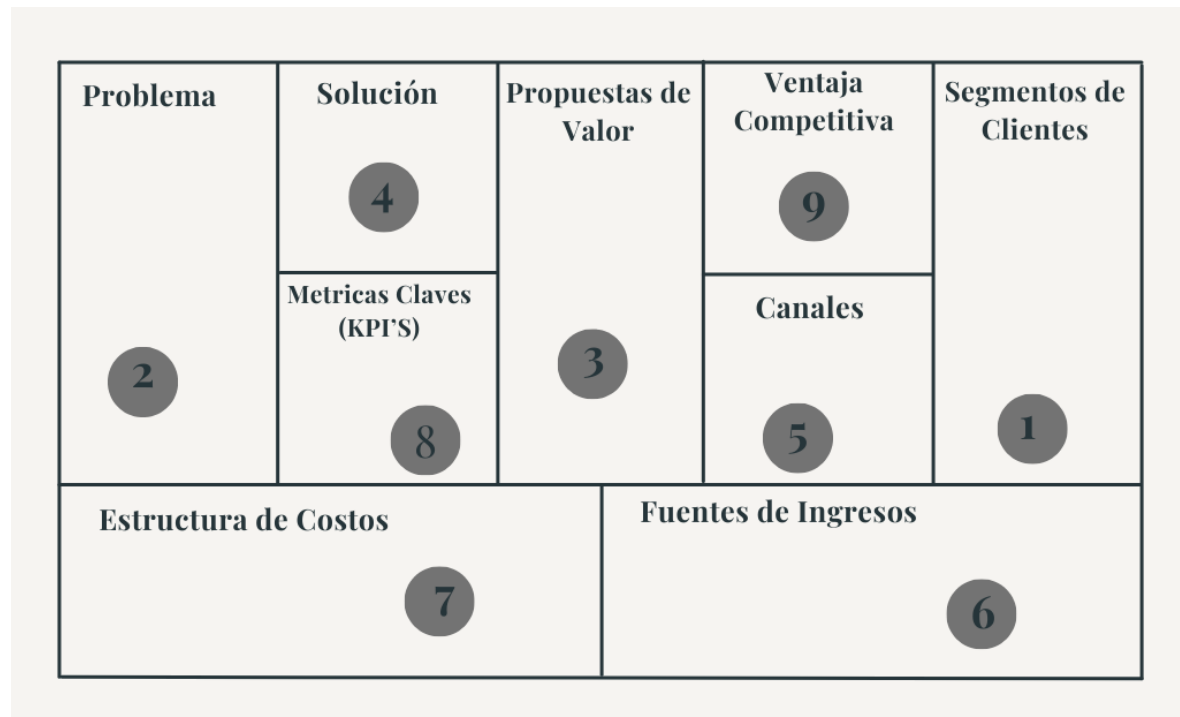 Problema
2
Solución
4
Metricas Claves
(KPI'S)
8
Propuestas de
Valor
3
Ventaja
Competitiva
9
Canales
5
Segmentos de
Clientes
1
Estructura de Costos
7
Fuentes de Ingresos
6